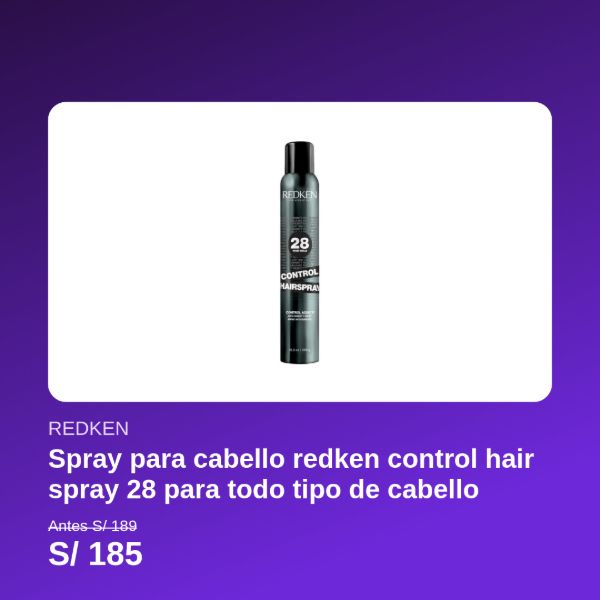 REDKEN
28
CONTROL
HAIRSPRAY
REDKEN
Spray para cabello redken control hair
spray 28 para todo tipo de cabello
Antes S/ 189
S/ 185